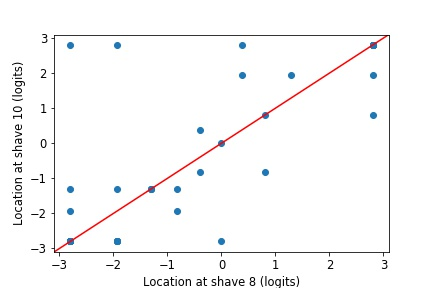 3
2
1
0
−1
−2
−3
Location at shave 10 (logits)
−3 −2 −1 0 1 2 3
Location at shave 8 (logits)